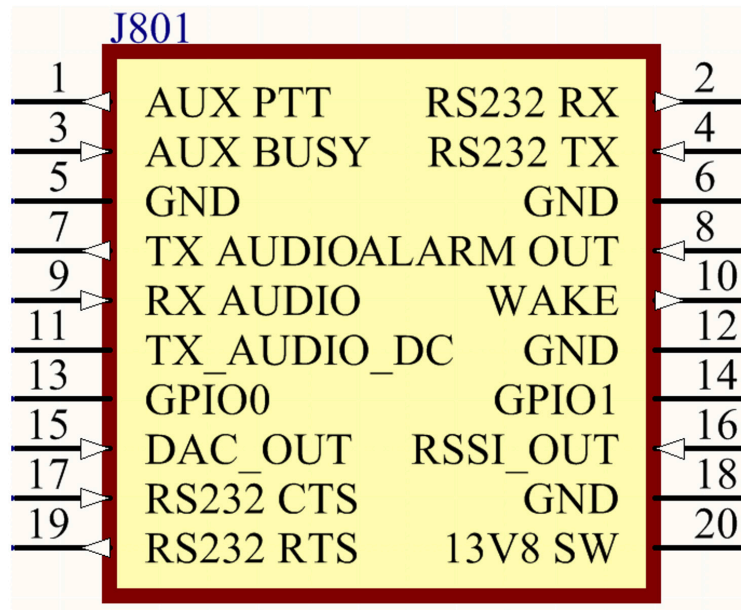 J801
1 AUX PTT RS232 RX 2
3 AUX BUSY RS232 TX 4
5 GND GND 6
7 TX AUDIO ALARM OUT 8
9 RX AUDIO WAKE 10
11 TX_AUDIO_DC GND 12
13 GPIO0 GPIO1 14
15 DAC_OUT RSSI_OUT 16
17 RS232 CTS GND 18
19 RS232 RTS 13V8 SW 20